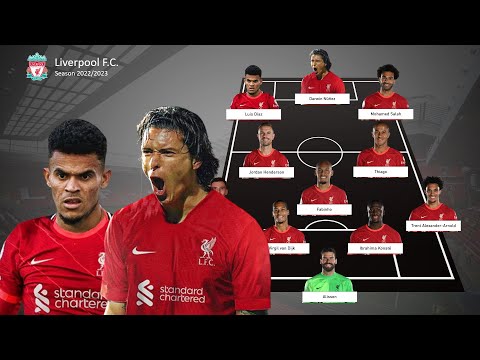 Liverpool F.C.
Season 2022/2023
Luis Diaz
Darwin Núñez
Mohamed Salah
Jordan Henderson
Thiago
Fabinho
Virgil van Dijk
Ibrahima Konaté
Trent Alexander-Arnold
Alisson
L.F.C.
standard
chartered
standard
chartered